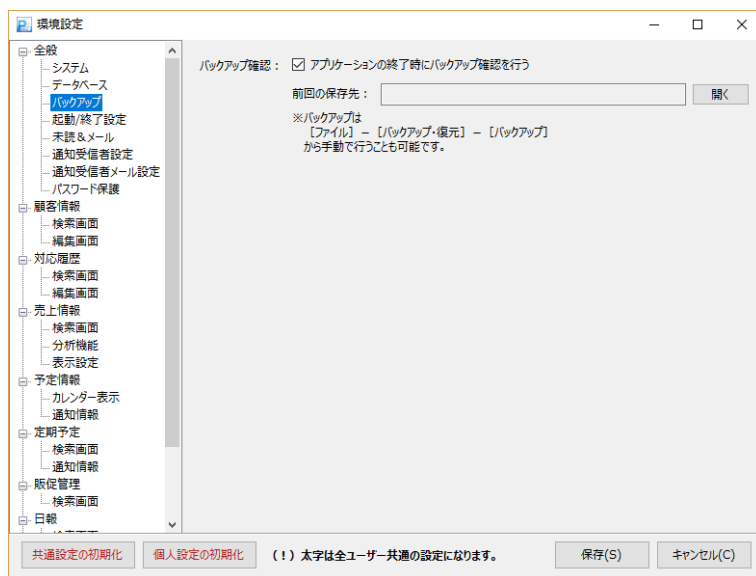 環境設定
全般
システム
データベース
バックアップ
起動/終了設定
未読&メール
通知受信者設定
通知受信者メール設定
パスワード保護
顧客情報
検索画面
編集画面
対応履歴
検索画面
編集画面
売上情報
検索画面
分析機能
表示設定
予定情報
カレンダー表示
通知情報
定期予定
検索画面
通知情報
販促管理
検索画面
日報
バックアップ確認: アプリケーションの終了時にバックアップ確認を行う
前回の保存先: 開く
※バックアップは
[ファイル] - [バックアップ・復元] - [バックアップ]
から手動で行うことも可能です。
共通設定の初期化 個人設定の初期化 (!) 太字は全ユーザー共通の設定になります。 保存(S) キャンセル(C)